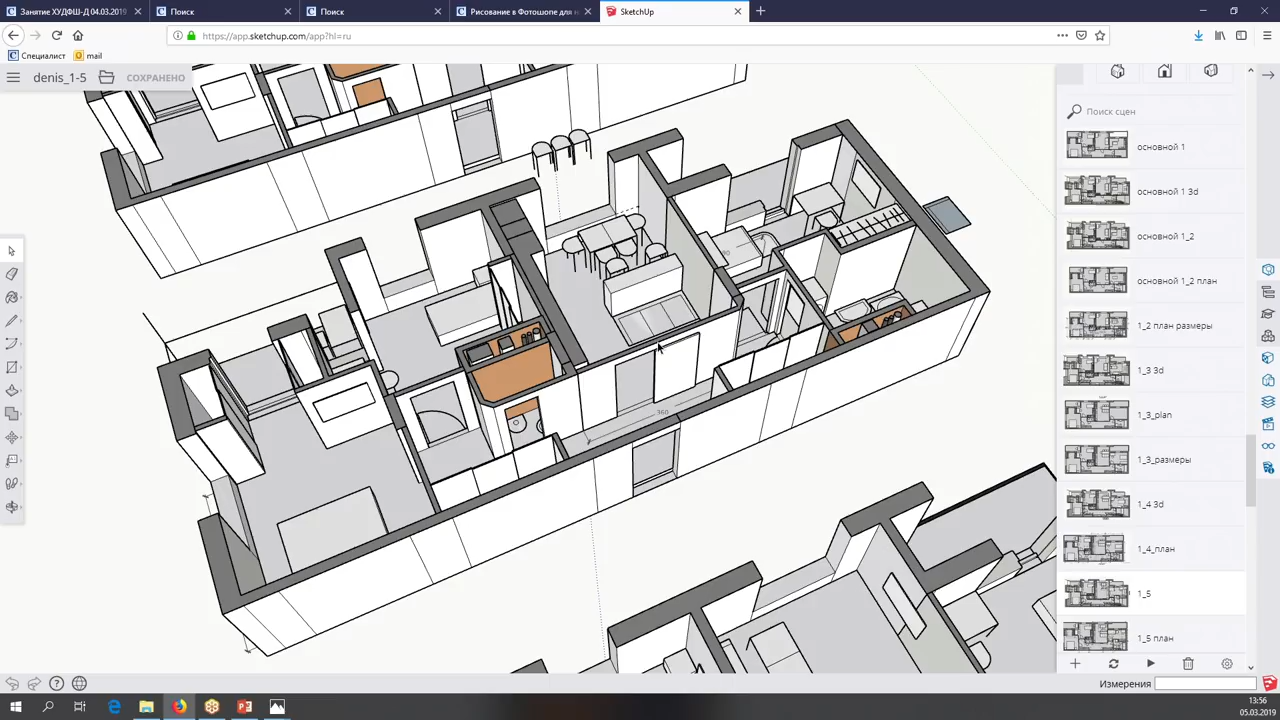 Занятие ХУДФШ-Д 04.03.2019
Поиск
Поиск
Рисование в Фотошопе для н
SketchUp
https://app.sketchup.com/app?hl=ru
Специалист
mail
denis_1-5
СОХРАНЕНО
Поиск сцен
основной 1
основной 1 3d
основной 1_2
основной 1_2 план
1_2 план размеры
1_3 3d
1_3_plan
1_3_размеры
1_4 3d
1_4_план
1_5
1_5 план
360
Измерения
13:56
05.03.2019